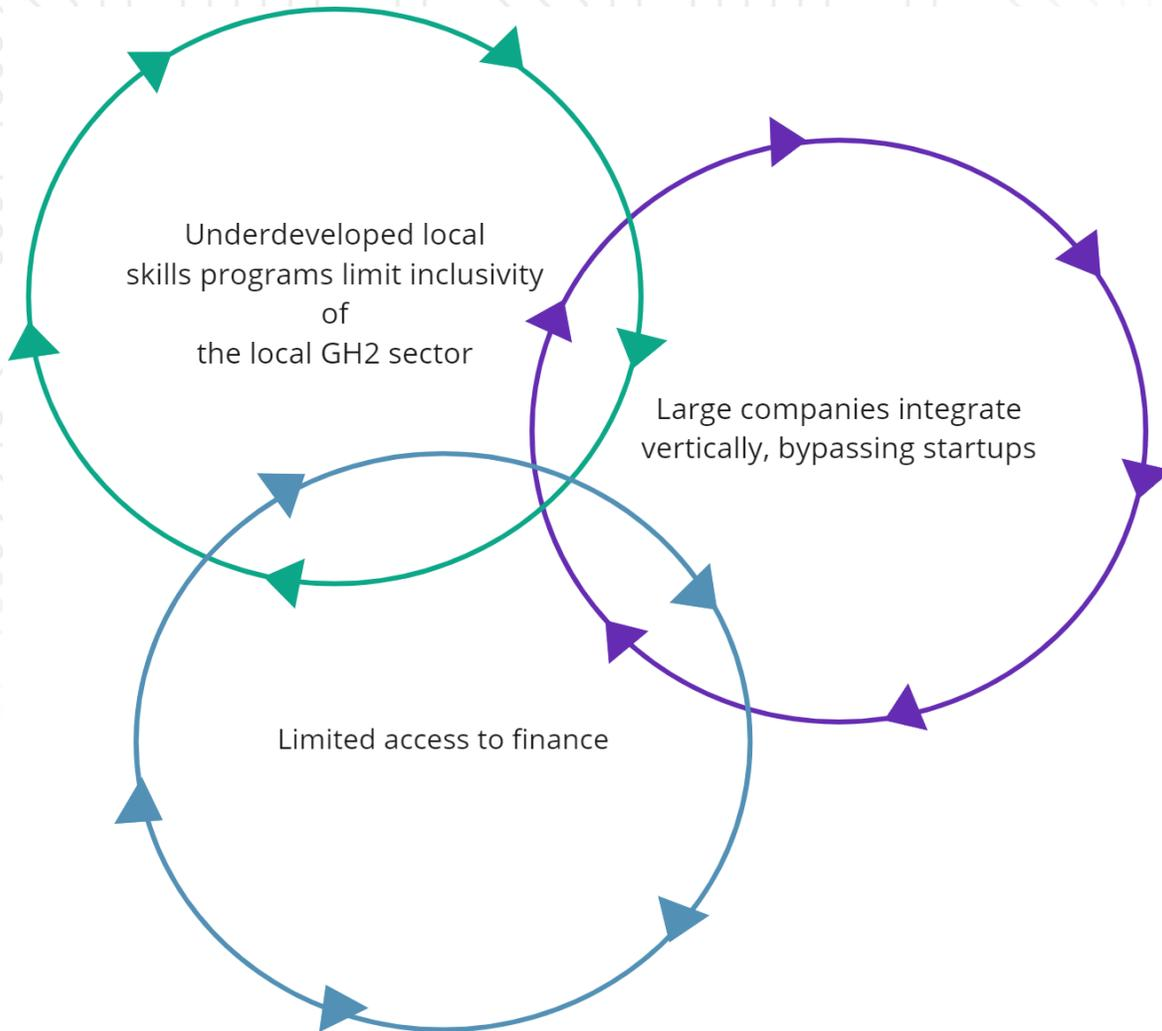 Underdeveloped local
skills programs limit inclusivity
of
the local GH2 sector
Large companies integrate
vertically, bypassing startups
Limited access to finance